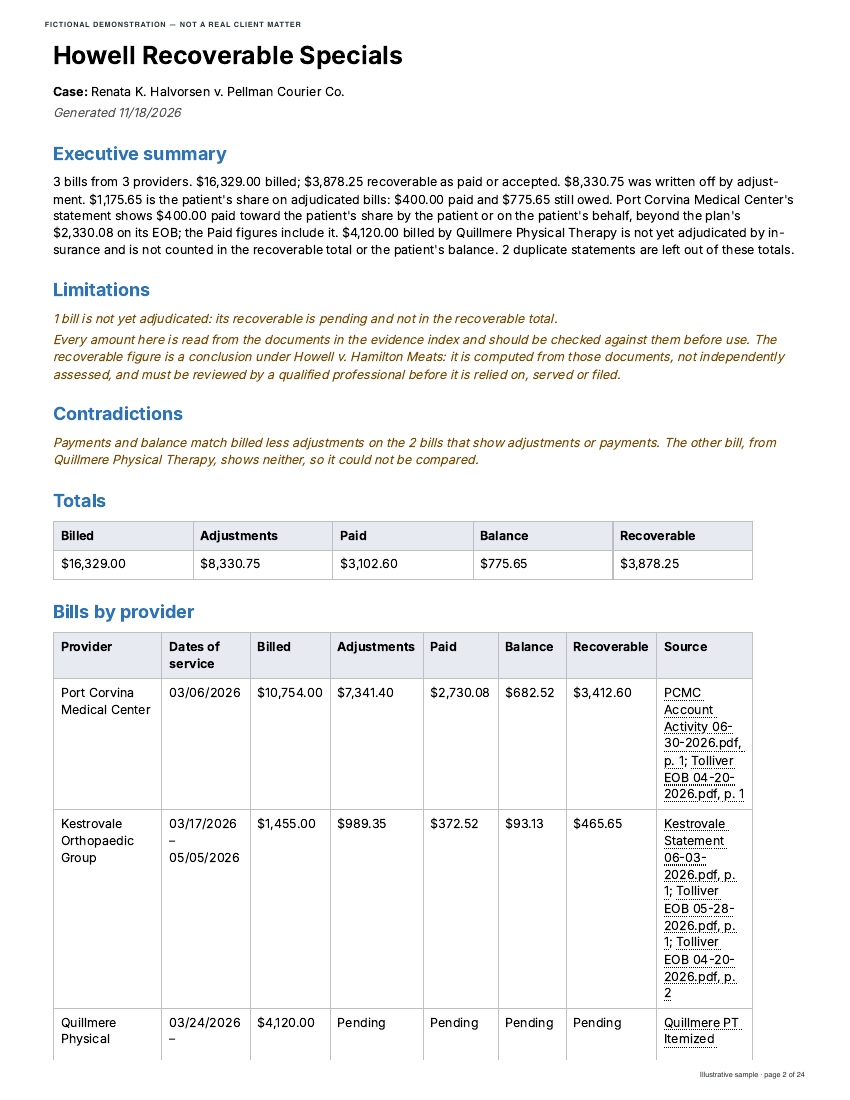 FICTIONAL DEMONSTRATION — NOT A REAL CLIENT MATTER
Howell Recoverable Specials
Case: Renata K. Halvorsen v. Pellman Courier Co.
Generated 11/18/2026
Executive summary
3 bills from 3 providers. $16,329.00 billed; $3,878.25 recoverable as paid or accepted. $8,330.75 was written off by adjust-
ment. $1,175.65 is the patient's share on adjudicated bills: $400.00 paid and $775.65 still owed. Port Corvina Medical Center's
statement shows $400.00 paid toward the patient's share by the patient or on the patient's behalf, beyond the plan's
$2,330.08 on its EOB; the Paid figures include it. $4,120.00 billed by Quillmere Physical Therapy is not yet adjudicated by in-
surance and is not counted in the recoverable total or the patient's balance. 2 duplicate statements are left out of these totals.
Limitations
1 bill is not yet adjudicated: its recoverable is pending and not in the recoverable total.
Every amount here is read from the documents in the evidence index and should be checked against them before use. The
recoverable figure is a conclusion under Howell v. Hamilton Meats: it is computed from those documents, not independently
assessed, and must be reviewed by a qualified professional before it is relied on, served or filed.
Contradictions
Payments and balance match billed less adjustments on the 2 bills that show adjustments or payments. The other bill, from
Quillmere Physical Therapy, shows neither, so it could not be compared.
Totals
Billed Adjustments Paid Balance Recoverable
$16,329.00 $8,330.75 $3,102.60 $775.65 $3,878.25
Bills by provider
Provider Dates of Billed Adjustments Paid Balance Recoverable Source
service
Port Corvina 03/06/2026 $10,754.00 $7,341.40 $2,730.08 $682.52 $3,412.60 PCMC
Medical Center Account
Activity 06-
30-2026.pdf,
p. 1; Tolliver
EOB 04-20-
2026.pdf, p. 1
Kestrovale 03/17/2026 $1,455.00 $989.35 $372.52 $93.13 $465.65 Kestrovale
Orthopaedic – Statement
Group 05/05/2026 06-03-
2026.pdf, p.
1; Tolliver
EOB 05-28-
2026.pdf, p.
1; Tolliver
EOB 04-20-
2026.pdf, p.
2
Quillmere 03/24/2026 $4,120.00 Pending Pending Pending Pending Quillmere PT
Physical – Itemized
Illustrative sample · page 2 of 24